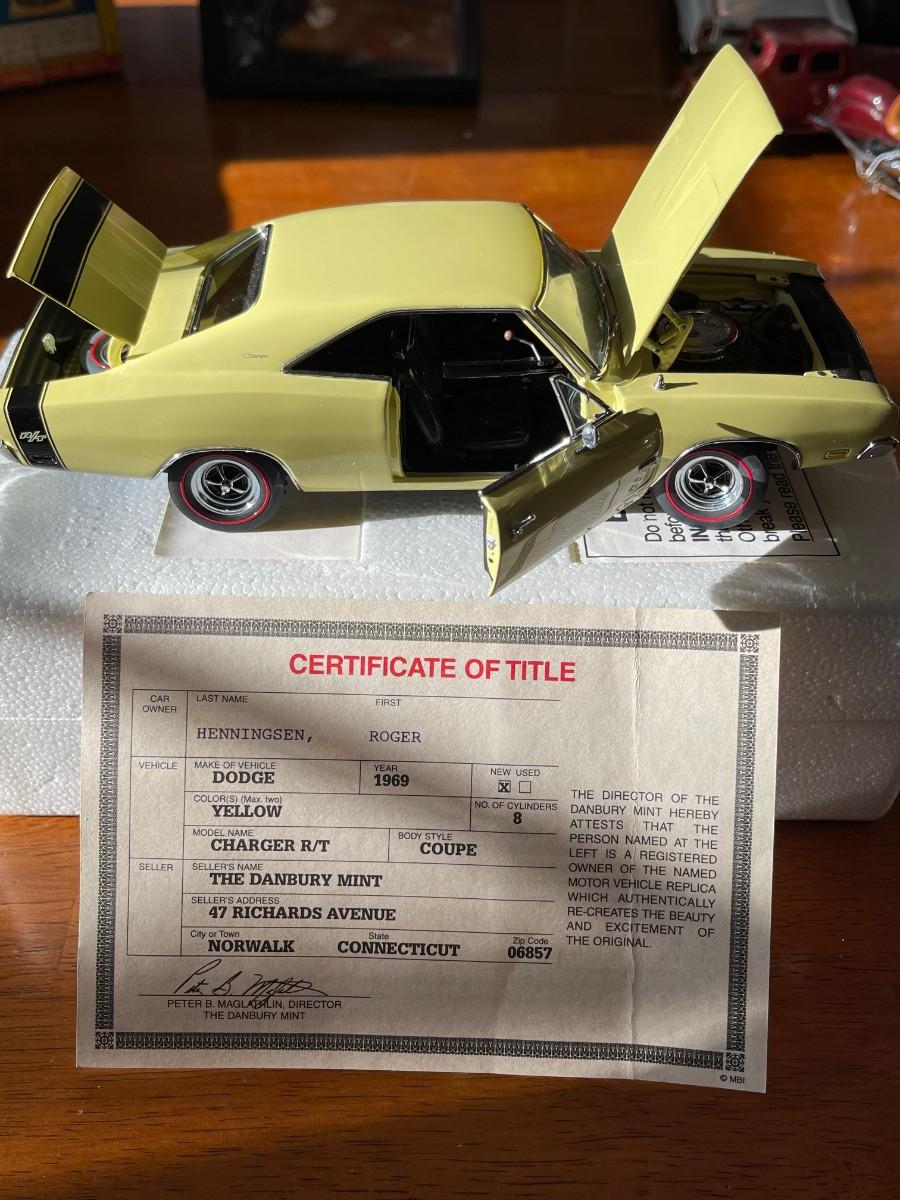 R/T
Do not
befo
IN
th
Oth
break
Please read the
CERTIFICATE OF TITLE
CAR OWNER
LAST NAME FIRST
HENNINGSEN, ROGER
VEHICLE
MAKE OF VEHICLE
DODGE
YEAR
1969
NEW USED
X
COLOR(S) (Max. two)
YELLOW
NO. OF CYLINDERS
8
MODEL NAME
CHARGER R/T
BODY STYLE
COUPE
SELLER
SELLER'S NAME
THE DANBURY MINT
SELLER'S ADDRESS
47 RICHARDS AVENUE
City or Town State Zip Code
NORWALK CONNECTICUT 06857
PETER B. MAGLATHLIN, DIRECTOR
THE DANBURY MINT
THE DIRECTOR OF THE
DANBURY MINT HEREBY
ATTESTS THAT THE
PERSON NAMED AT THE
LEFT IS A REGISTERED
OWNER OF THE NAMED
MOTOR VEHICLE REPLICA
WHICH AUTHENTICALLY
RE-CREATES THE BEAUTY
AND EXCITEMENT OF
THE ORIGINAL.
© MBI